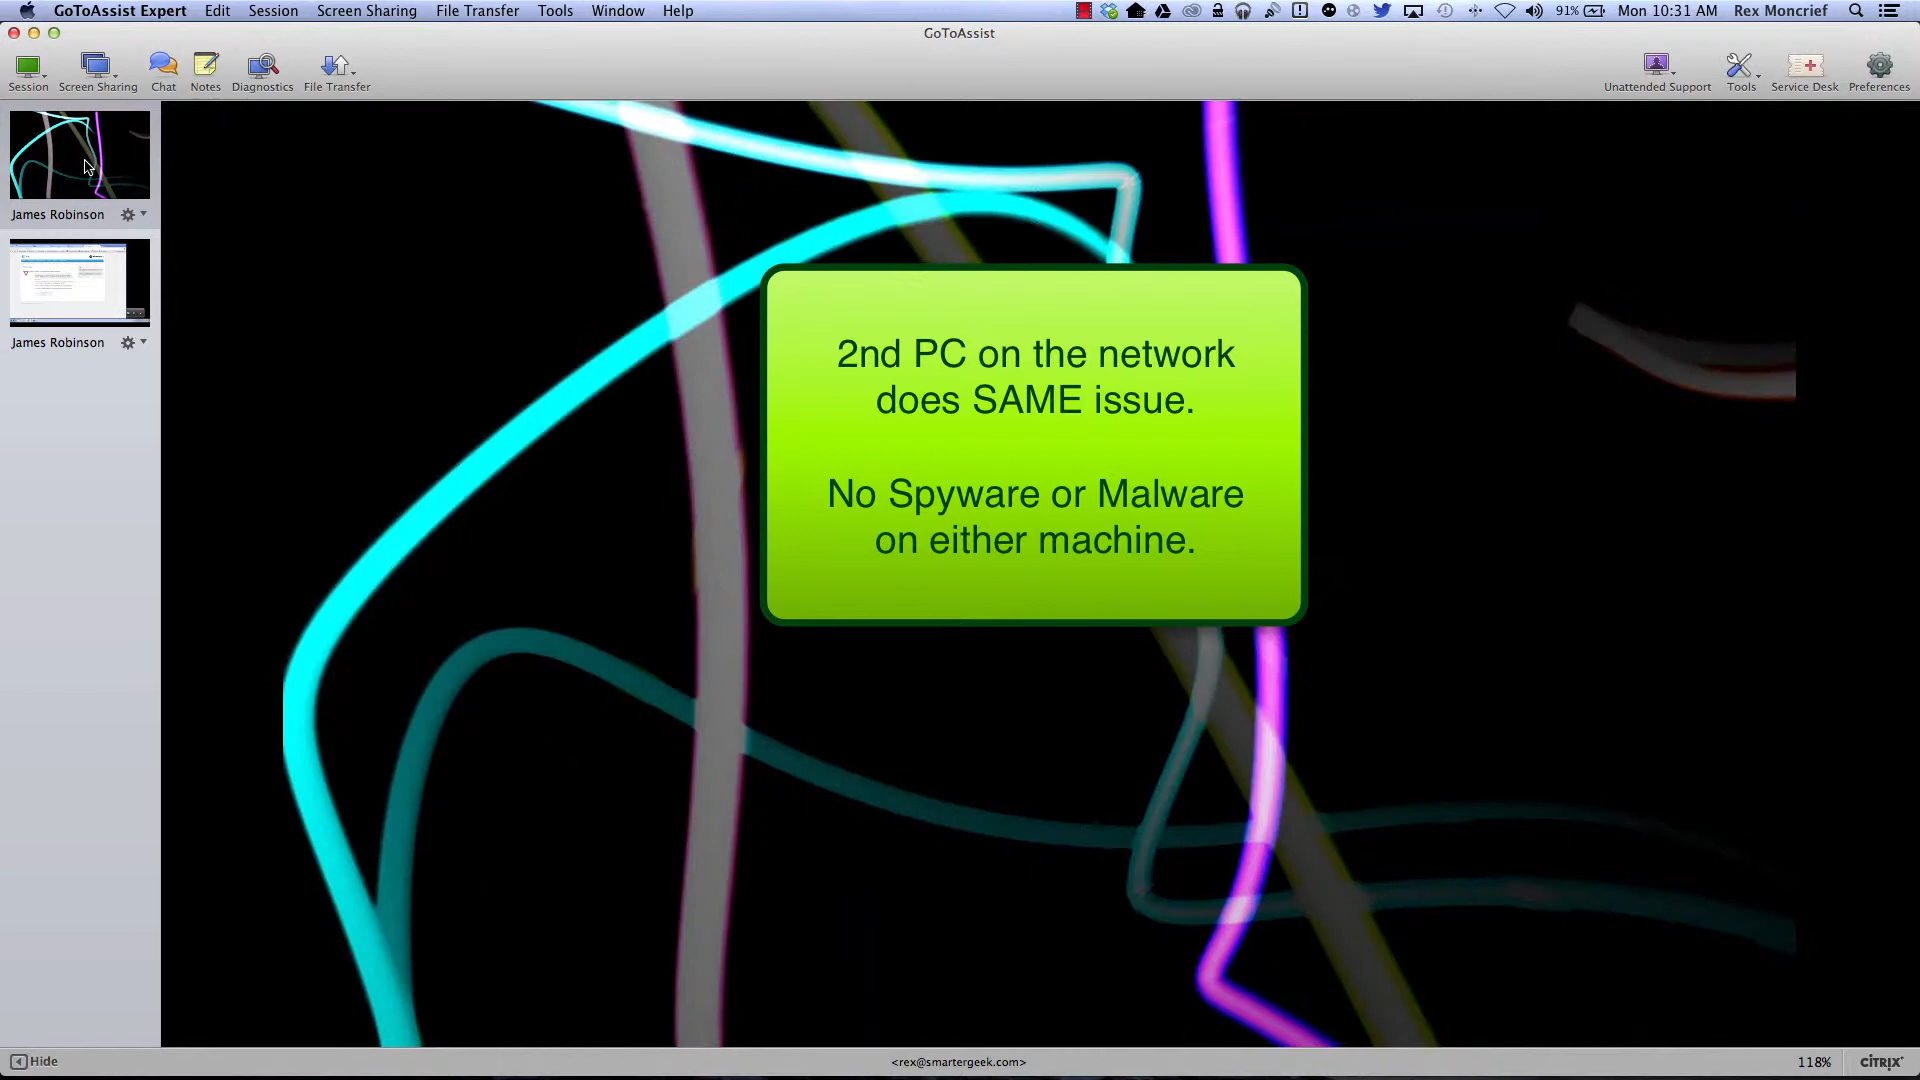 GoToAssist Expert Edit Session Screen Sharing File Transfer Tools Window Help 91% Mon 10:31 AM Rex Moncrief
GoToAssist
Session Screen Sharing Chat Notes Diagnostics File Transfer Unattended Support Tools Service Desk Preferences
James Robinson
James Robinson
2nd PC on the network
does SAME issue.
No Spyware or Malware
on either machine.
Hide <rex@smartergeek.com> 118% CİTRIX